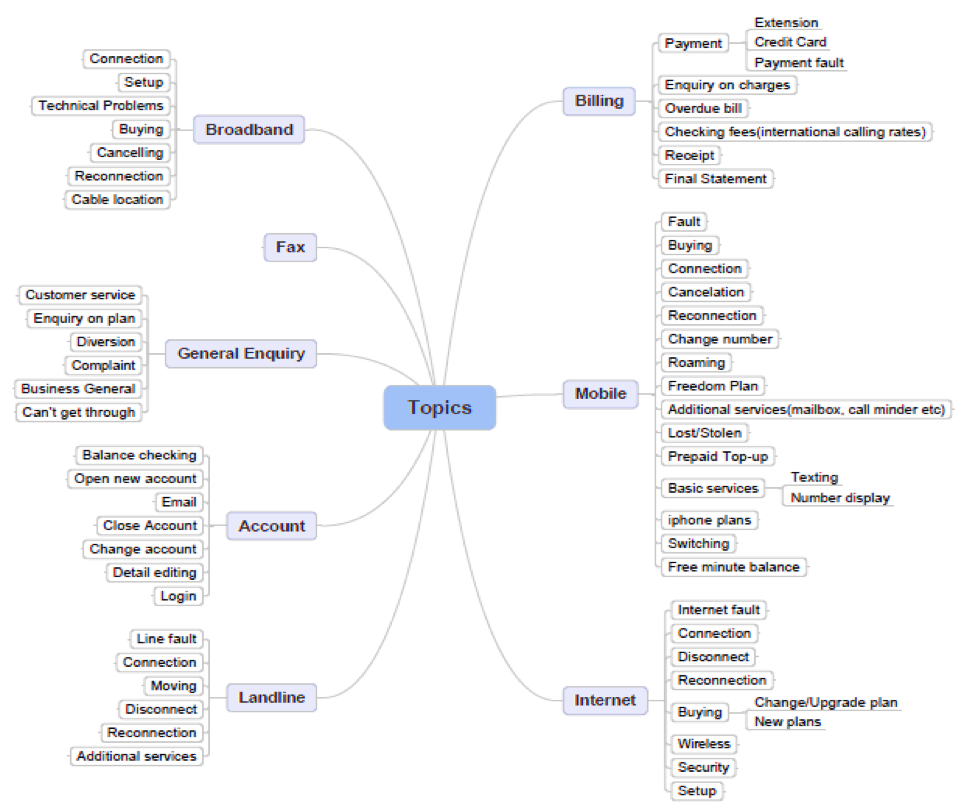 Topics
Broadband
Connection
Setup
Technical Problems
Buying
Cancelling
Reconnection
Cable location
Fax
General Enquiry
Customer service
Enquiry on plan
Diversion
Complaint
Business General
Can't get through
Account
Balance checking
Open new account
Email
Close Account
Change account
Detail editing
Login
Landline
Line fault
Connection
Moving
Disconnect
Reconnection
Additional services
Billing
Payment
Extension
Credit Card
Payment fault
Enquiry on charges
Overdue bill
Checking fees(international calling rates)
Receipt
Final Statement
Mobile
Fault
Buying
Connection
Cancelation
Reconnection
Change number
Roaming
Freedom Plan
Additional services(mailbox, call minder etc)
Lost/Stolen
Prepaid Top-up
Basic services
Texting
Number display
iphone plans
Switching
Free minute balance
Internet
Internet fault
Connection
Disconnect
Reconnection
Buying
Change/Upgrade plan
New plans
Wireless
Security
Setup